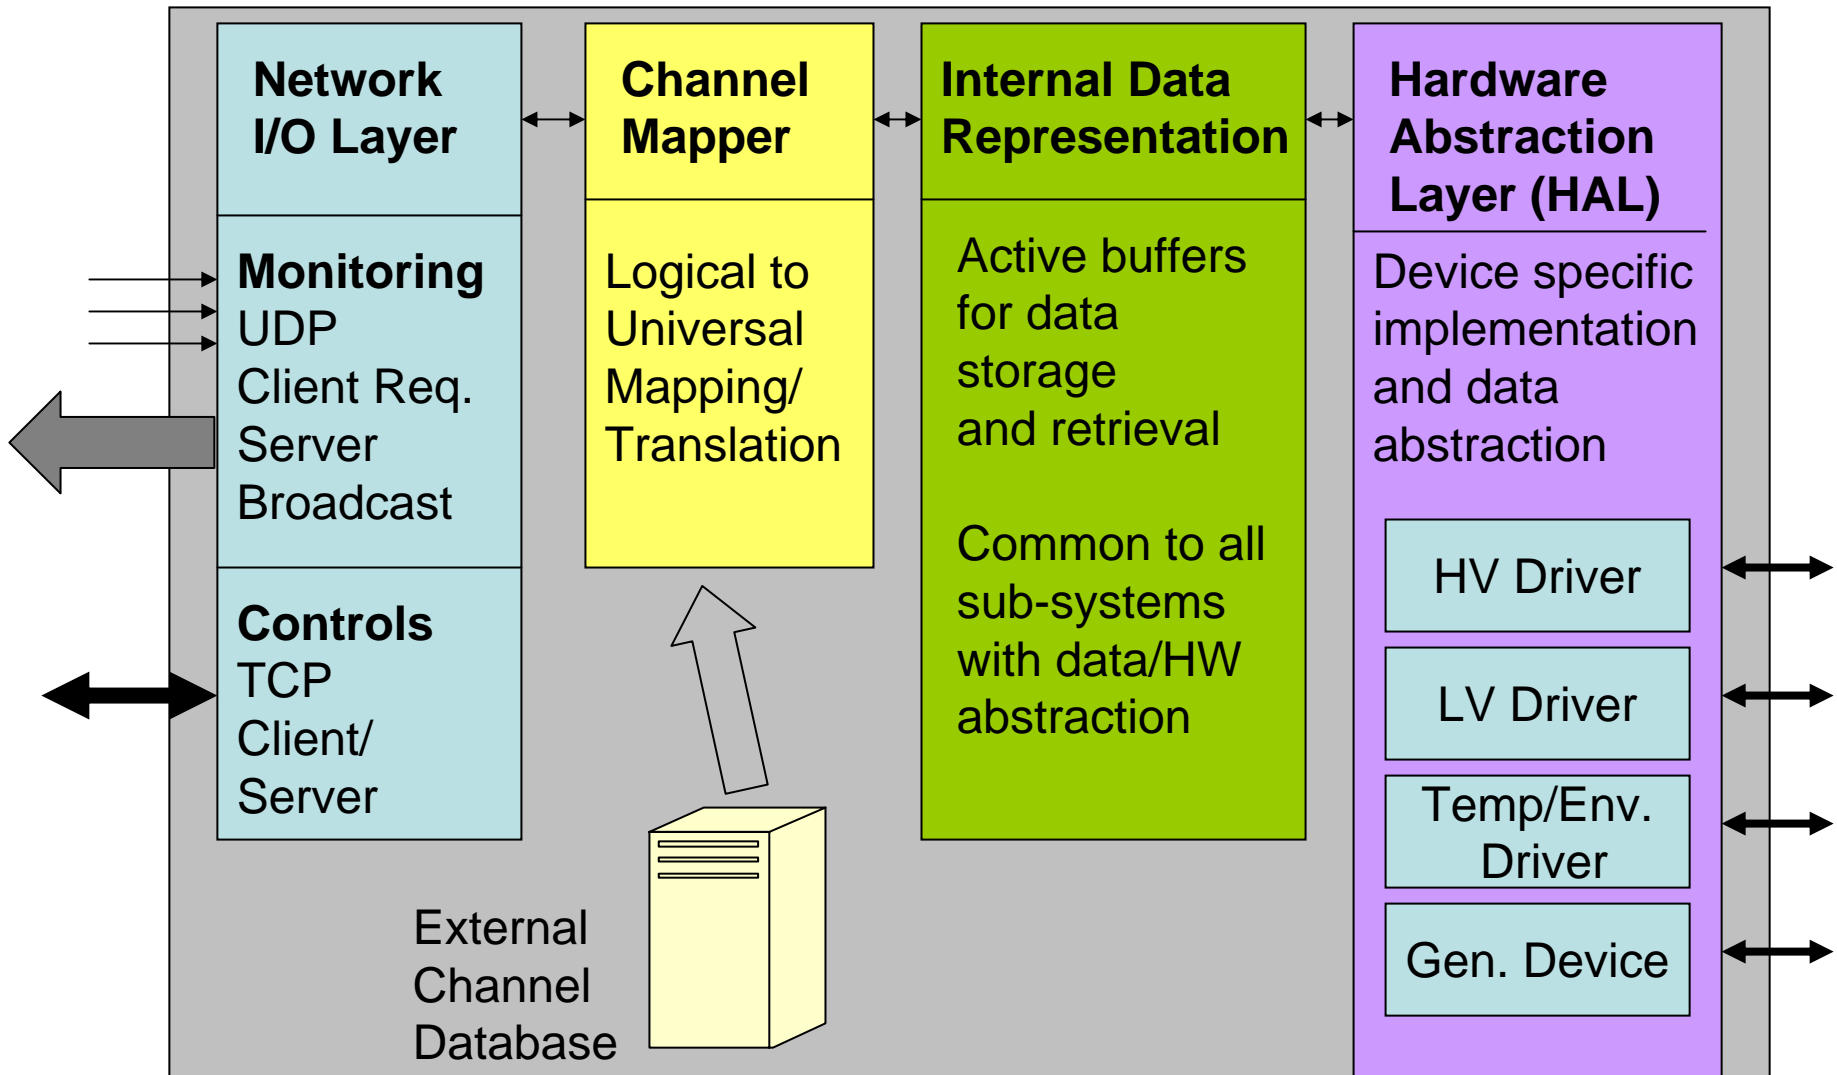 Network
I/O Layer
Monitoring
UDP
Client Req.
Server
Broadcast
Controls
TCP
Client/
Server
Channel
Mapper
Logical to
Universal
Mapping/
Translation
External
Channel
Database
Internal Data
Representation
Active buffers
for data
storage
and retrieval
Common to all
sub-systems
with data/HW
abstraction
Hardware
Abstraction
Layer (HAL)
Device specific
implementation
and data
abstraction
HV Driver
LV Driver
Temp/Env.
Driver
Gen. Device